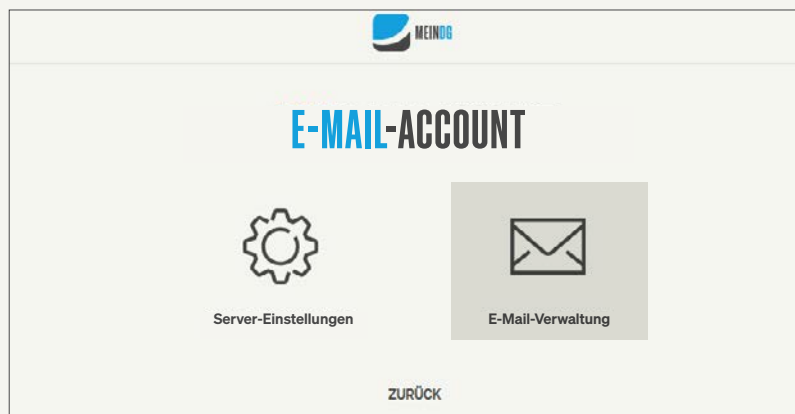 MEINDG
E-MAIL-ACCOUNT
Server-Einstellungen
E-Mail-Verwaltung
ZURÜCK